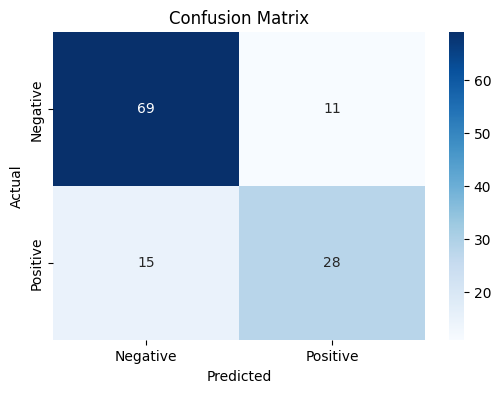 Confusion Matrix
Negative
69
11
Actual
Positive
15
28
Negative
Positive
Predicted
60
50
40
30
20